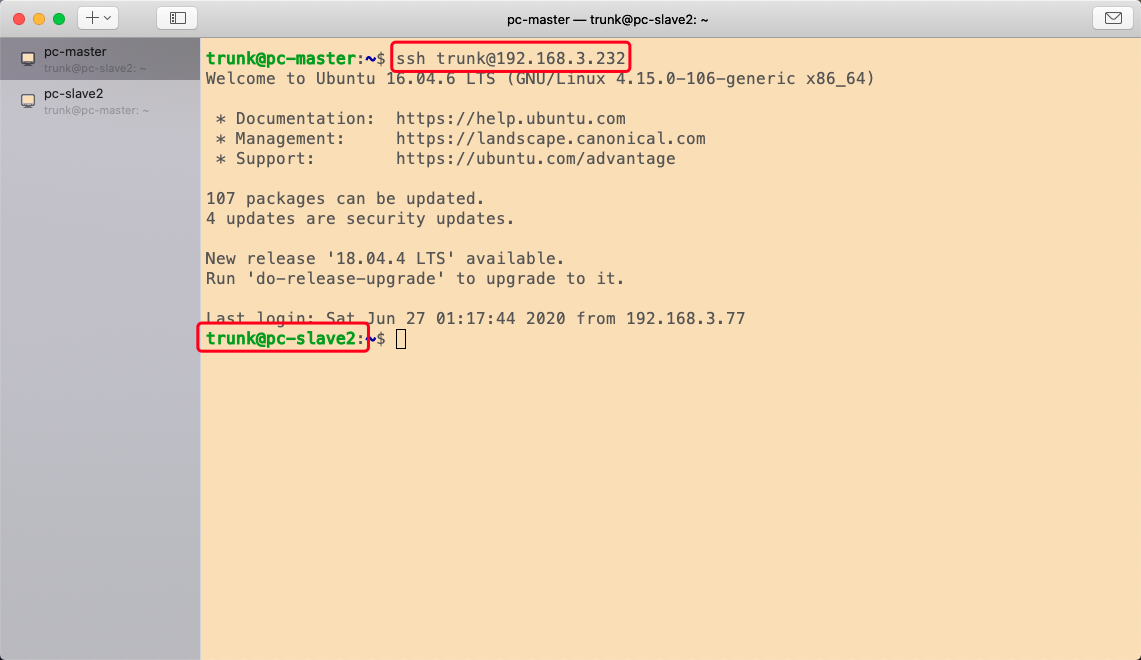 pc-master — trunk@pc-slave2: ~
pc-master
trunk@pc-slave2: ~
pc-slave2
trunk@pc-master: ~
trunk@pc-master:~$ ssh trunk@192.168.3.232
Welcome to Ubuntu 16.04.6 LTS (GNU/Linux 4.15.0-106-generic x86_64)
* Documentation:  https://help.ubuntu.com
* Management:     https://landscape.canonical.com
* Support:        https://ubuntu.com/advantage
107 packages can be updated.
4 updates are security updates.
New release '18.04.4 LTS' available.
Run 'do-release-upgrade' to upgrade to it.
Last login: Sat Jun 27 01:17:44 2020 from 192.168.3.77
trunk@pc-slave2:~$